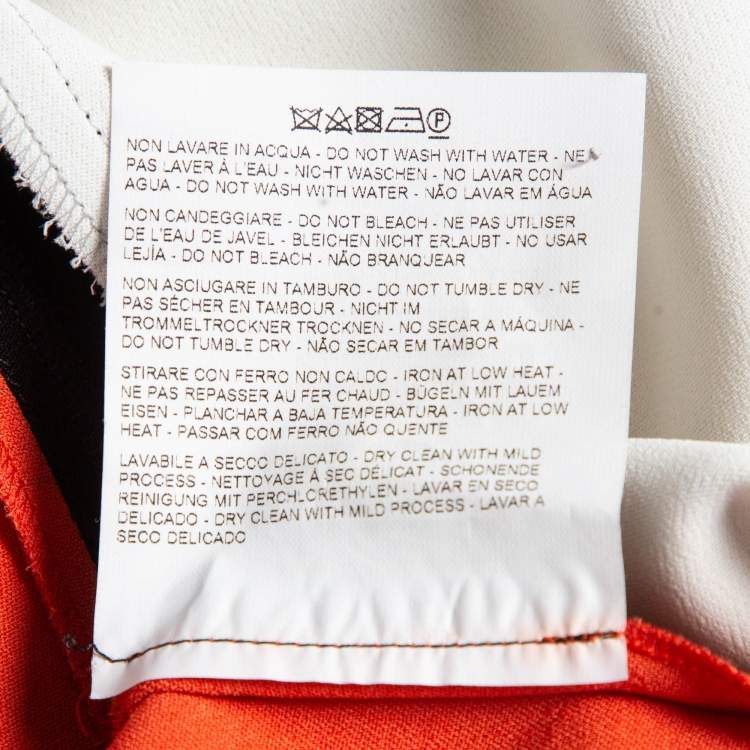 P
NON LAVARE IN ACQUA - DO NOT WASH WITH WATER - NE
PAS LAVER À L'EAU - NICHT WASCHEN - NO LAVAR CON
AGUA - DO NOT WASH WITH WATER - NÃO LAVAR EM ÁGUA
NON CANDEGGIARE - DO NOT BLEACH - NE PAS UTILISER
DE L'EAU DE JAVEL - BLEICHEN NICHT ERLAUBT - NO USAR
LEJÍA - DO NOT BLEACH - NÃO BRANQUEAR
NON ASCIUGARE IN TAMBURO - DO NOT TUMBLE DRY - NE
PAS SÉCHER EN TAMBOUR - NICHT IM
TROMMELTROCKNER TROCKNEN - NO SECAR A MÁQUINA -
DO NOT TUMBLE DRY - NÃO SECAR EM TAMBOR
STIRARE CON FERRO NON CALDO - IRON AT LOW HEAT -
NE PAS REPASSER AU FER CHAUD - BÜGELN MIT LAUEM
EISEN - PLANCHAR A BAJA TEMPERATURA - IRON AT LOW
HEAT - PASSAR COM FERRO NÃO QUENTE
LAVABILE A SECCO DELICATO - DRY CLEAN WITH MILD
PROCESS - NETTOYAGE À SEC DÉLICAT - SCHONENDE
REINIGUNG MIT PERCHLORETHYLEN - LAVAR EN SECO
DELICADO - DRY CLEAN WITH MILD PROCESS - LAVAR A
SECO DELICADO